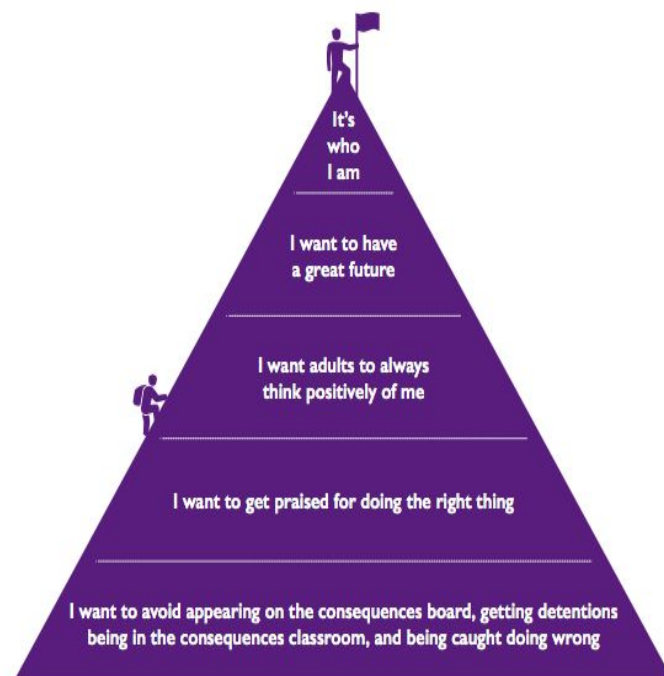 It's
who
I am
I want to have
a great future
I want adults to always
think positively of me
I want to get praised for doing the right thing
I want to avoid appearing on the consequences board, getting detentions
being in the consequences classroom, and being caught doing wrong